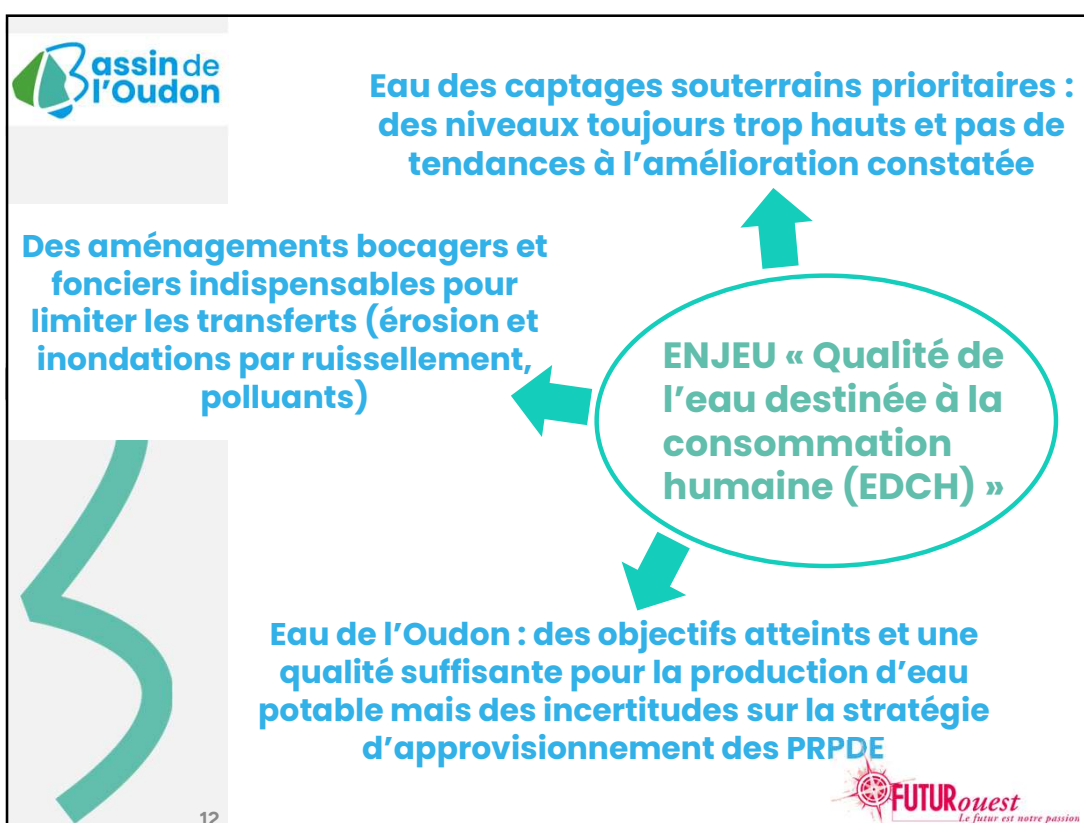 Bassin de
l'Oudon
Eau des captages souterrains prioritaires :
des niveaux toujours trop hauts et pas de
tendances à l'amélioration constatée
Des aménagements bocagers et
fonciers indispensables pour
limiter les transferts (érosion et
inondations par ruissellement,
polluants)
ENJEU « Qualité de
l'eau destinée à la
consommation
humaine (EDCH) »
Eau de l'Oudon : des objectifs atteints et une
qualité suffisante pour la production d'eau
potable mais des incertitudes sur la stratégie
d'approvisionnement des PRPDE
12
FUTURouest
Le futur est notre passion